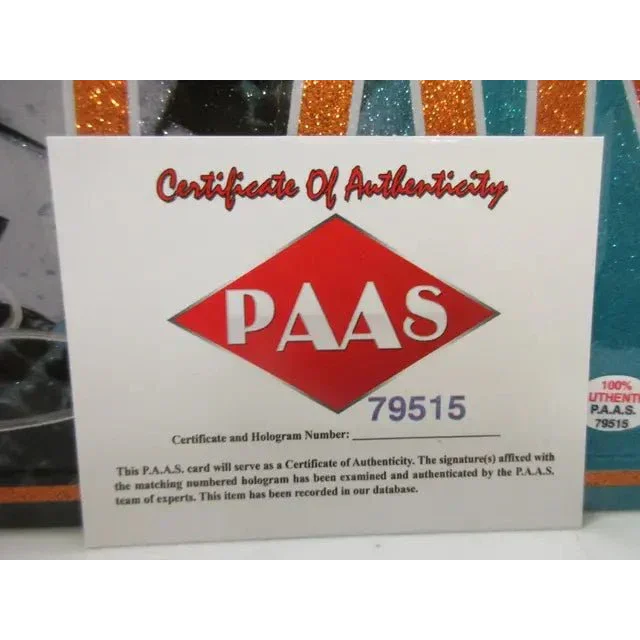 Certificate Of Authenticity
PAAS
79515
Certificate and Hologram Number:
This P.A.A.S. card will serve as a Certificate of Authenticity. The signature(s) affixed with
the matching numbered hologram has been examined and authenticated by the P.A.A.S.
team of experts. This item has been recorded in our database.
100%
UTHENTI
P.A.A.S.
79515